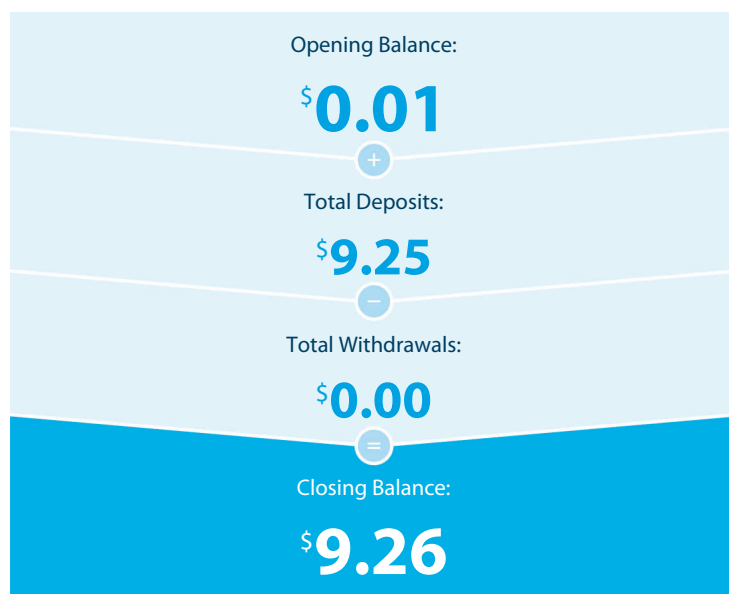 Opening Balance:
$0.01
+
Total Deposits:
$9.25
−
Total Withdrawals:
$0.00
=
Closing Balance:
$9.26